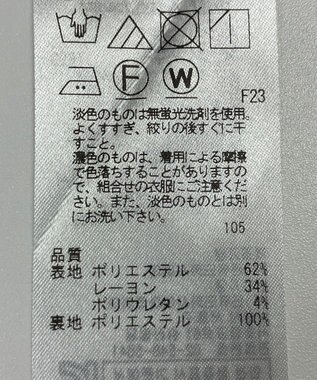 F
W
F23
淡色のものは無蛍光洗剤を使用。
よくすすぎ、絞りの後すぐに干
すこと。
濃色のものは、着用による摩擦
で色落ちすることがありますの
で、組合せの衣服にご注意くだ
さい。また、淡色のものとは別
にお洗い下さい。
105
品質
表地 ポリエステル 62%
レーヨン 34%
ポリウレタン 4%
裏地 ポリエステル 100%